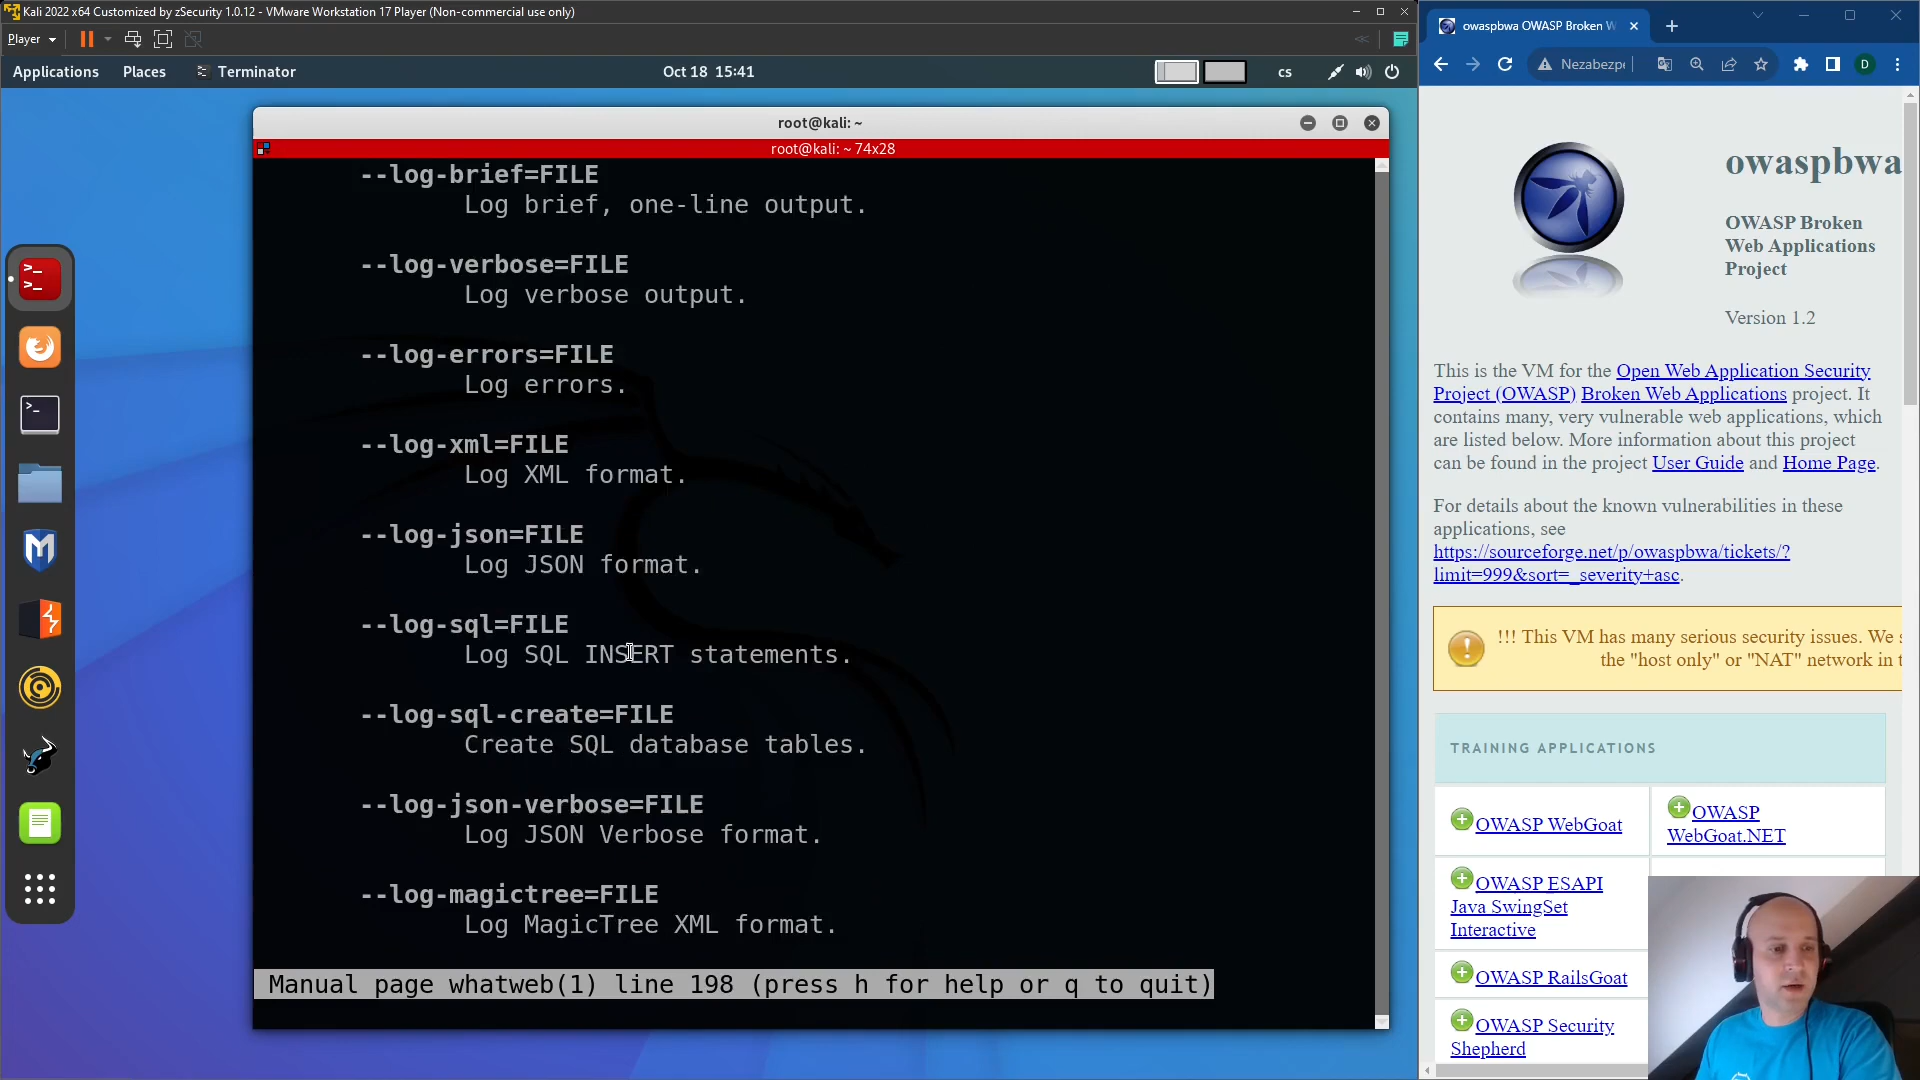 Kali 2022 x64 Customized by zSecurity 1.0.12 - VMware Workstation 17 Player (Non-commercial use only)
Player
Applications
Places
Terminator
Oct 18 15:41
cs
root@kali: ~
root@kali: ~ 74x28
--log-brief=FILE
Log brief, one-line output.
--log-verbose=FILE
Log verbose output.
--log-errors=FILE
Log errors.
--log-xml=FILE
Log XML format.
--log-json=FILE
Log JSON format.
--log-sql=FILE
Log SQL INSERT statements.
--log-sql-create=FILE
Create SQL database tables.
--log-json-verbose=FILE
Log JSON Verbose format.
--log-magictree=FILE
Log MagicTree XML format.
Manual page whatweb(1) line 198 (press h for help or q to quit)
owaspbwa OWASP Broken W
Nezabezpe
D
owaspbwa
OWASP Broken
Web Applications
Project
Version 1.2
This is the VM for the Open Web Application Security
Project (OWASP) Broken Web Applications project. It
contains many, very vulnerable web applications, which
are listed below. More information about this project
can be found in the project User Guide and Home Page.
For details about the known vulnerabilities in these
applications, see
https://sourceforge.net/p/owaspbwa/tickets/?
limit=999&sort=_severity+asc.
!!! This VM has many serious security issues. We s
the "host only" or "NAT" network in t
TRAINING APPLICATIONS
OWASP WebGoat
OWASP
WebGoat.NET
OWASP ESAPI
Java SwingSet
Interactive
OWASP RailsGoat
OWASP Security
Shepherd